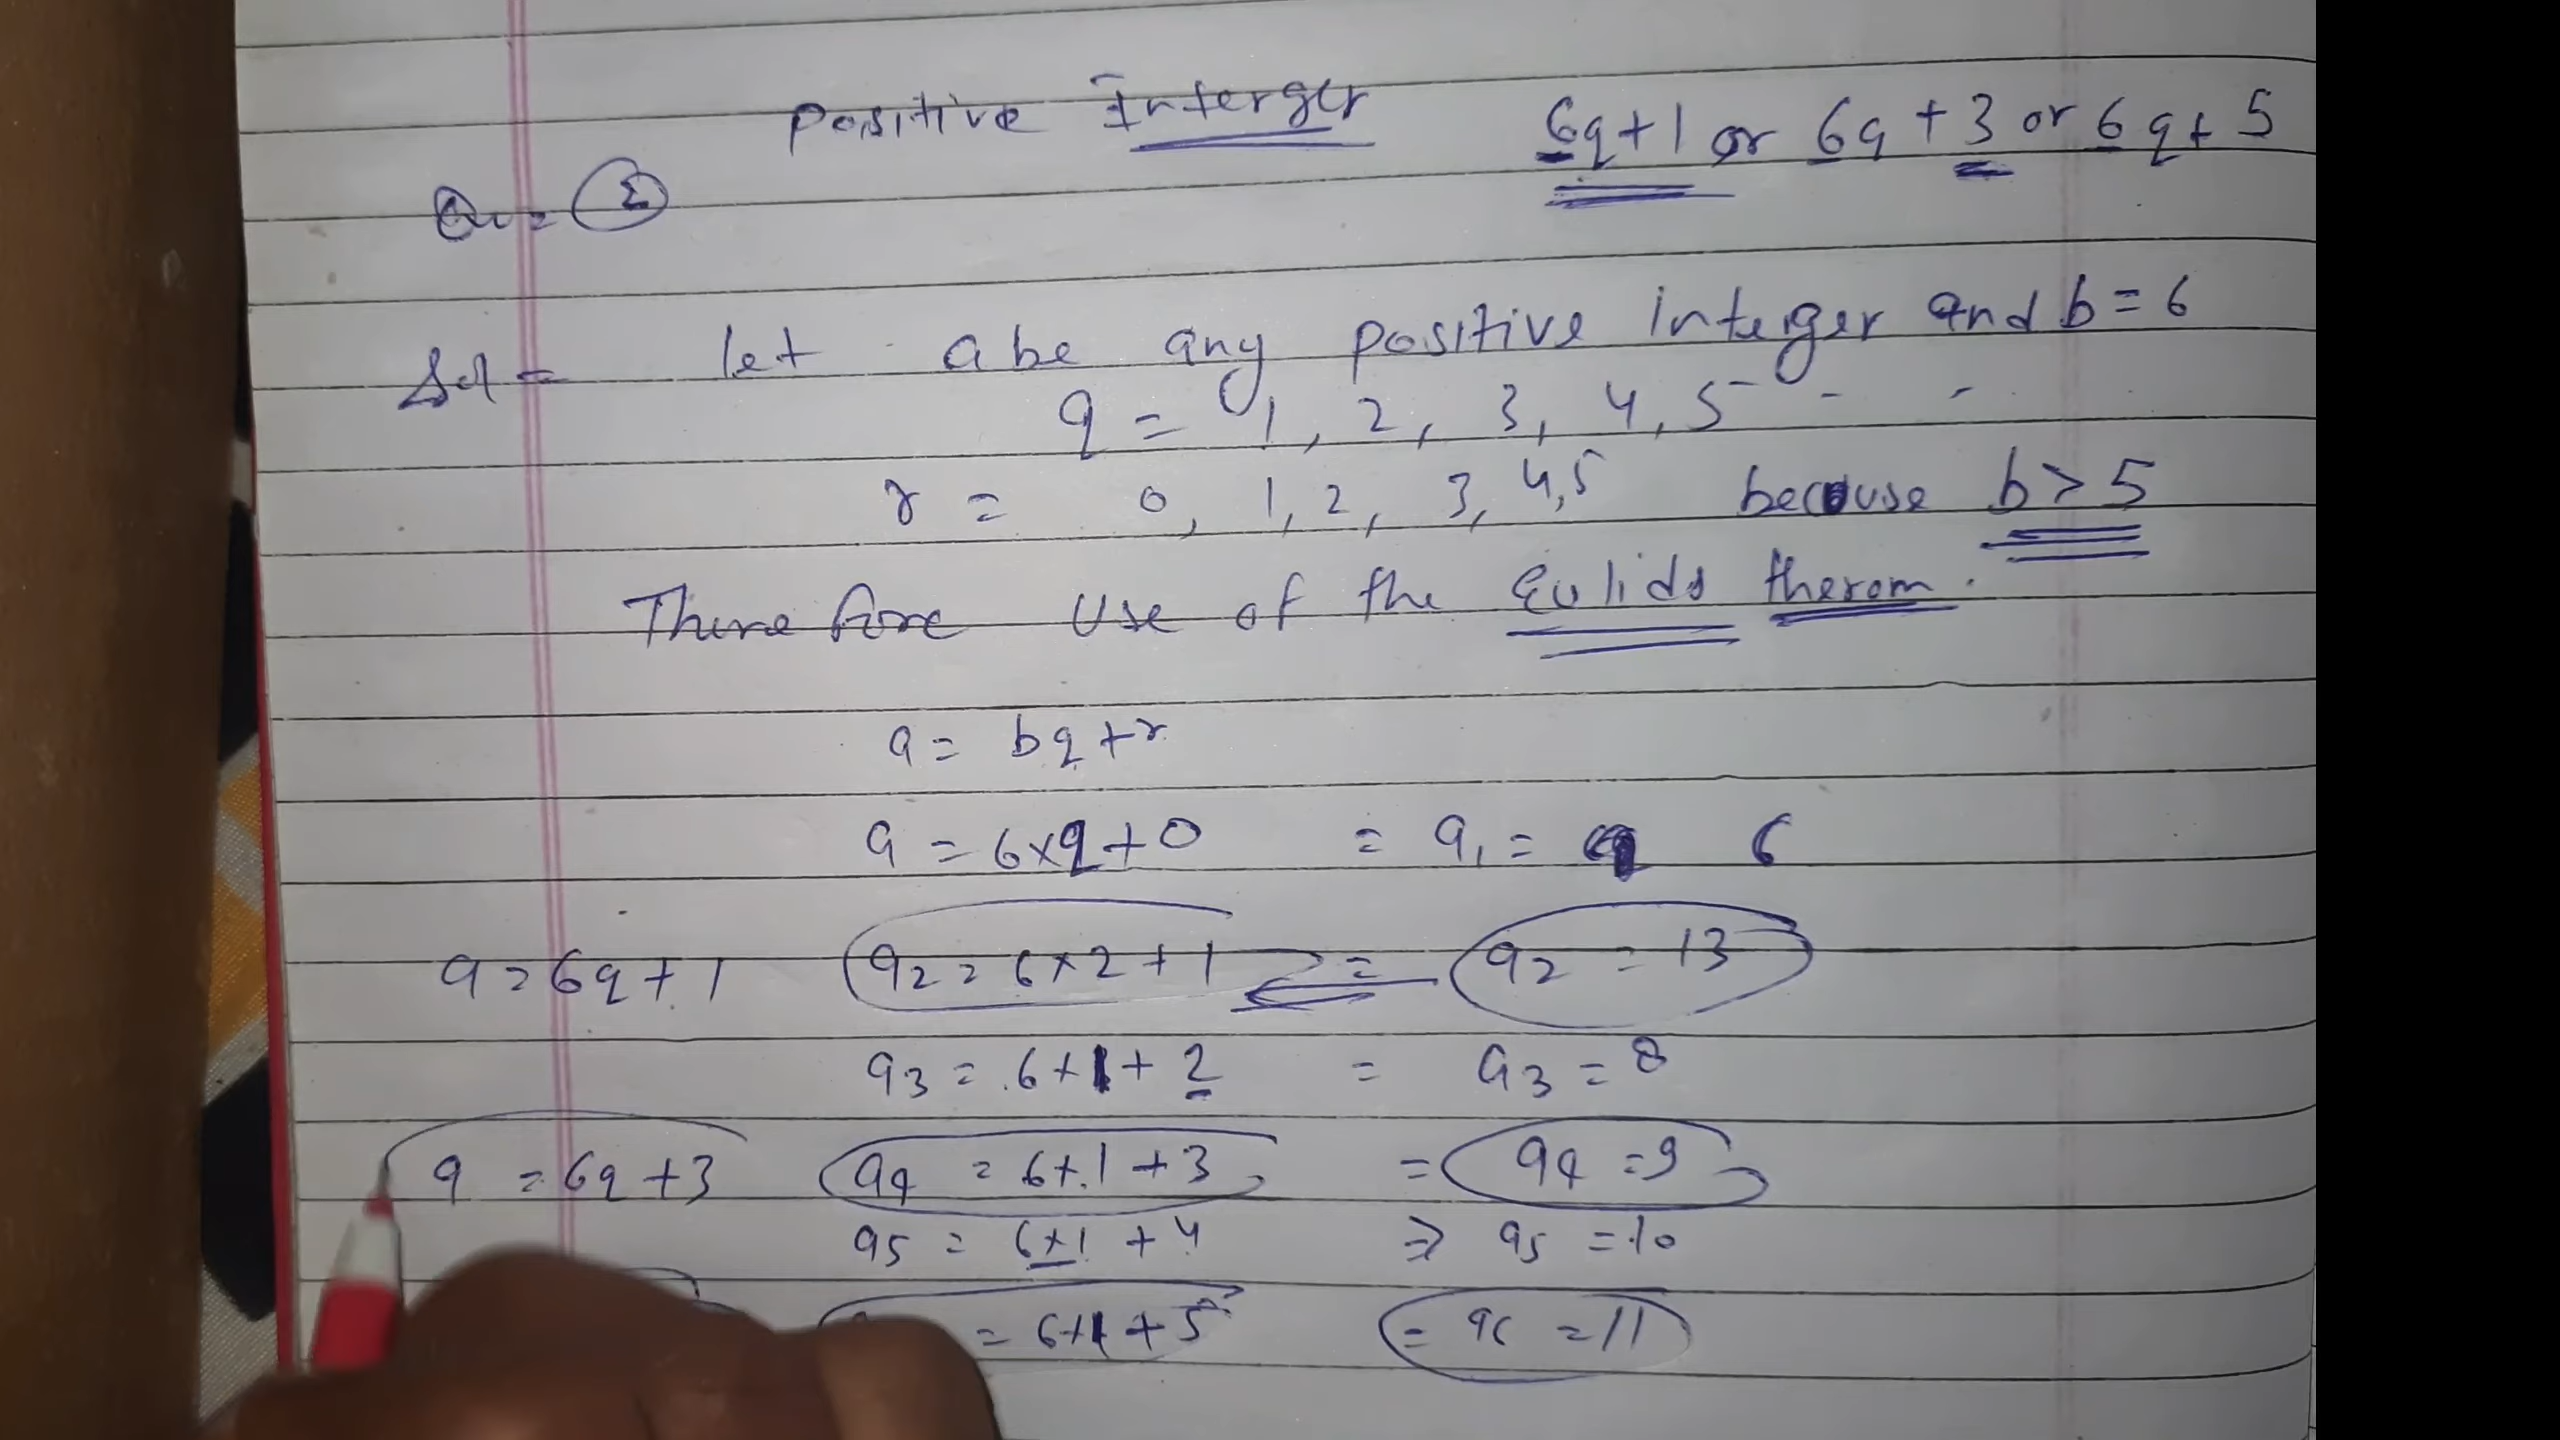 Positive Interger 6q+1 or 6q+3 or 6q+5
Qu= ②
Sol= let a be any positive interger and b=6
q = 1, 2, 3, 4, 5 - - -
r = 0, 1, 2, 3, 4, 5 because b>5
Therefore use of the Eulids therom.
a = bq+r
a = 6×q+0 = a1 = 6
a=6q+1 a2=6×2+1 = a2 = 13
a3 = 6+1+2 = a3 = 8
a=6q+3 a4 = 6+1+3 = a4=9
a5 = 6×1+4 ⇒ a5 =10
= 6+1+5 = a6 =11